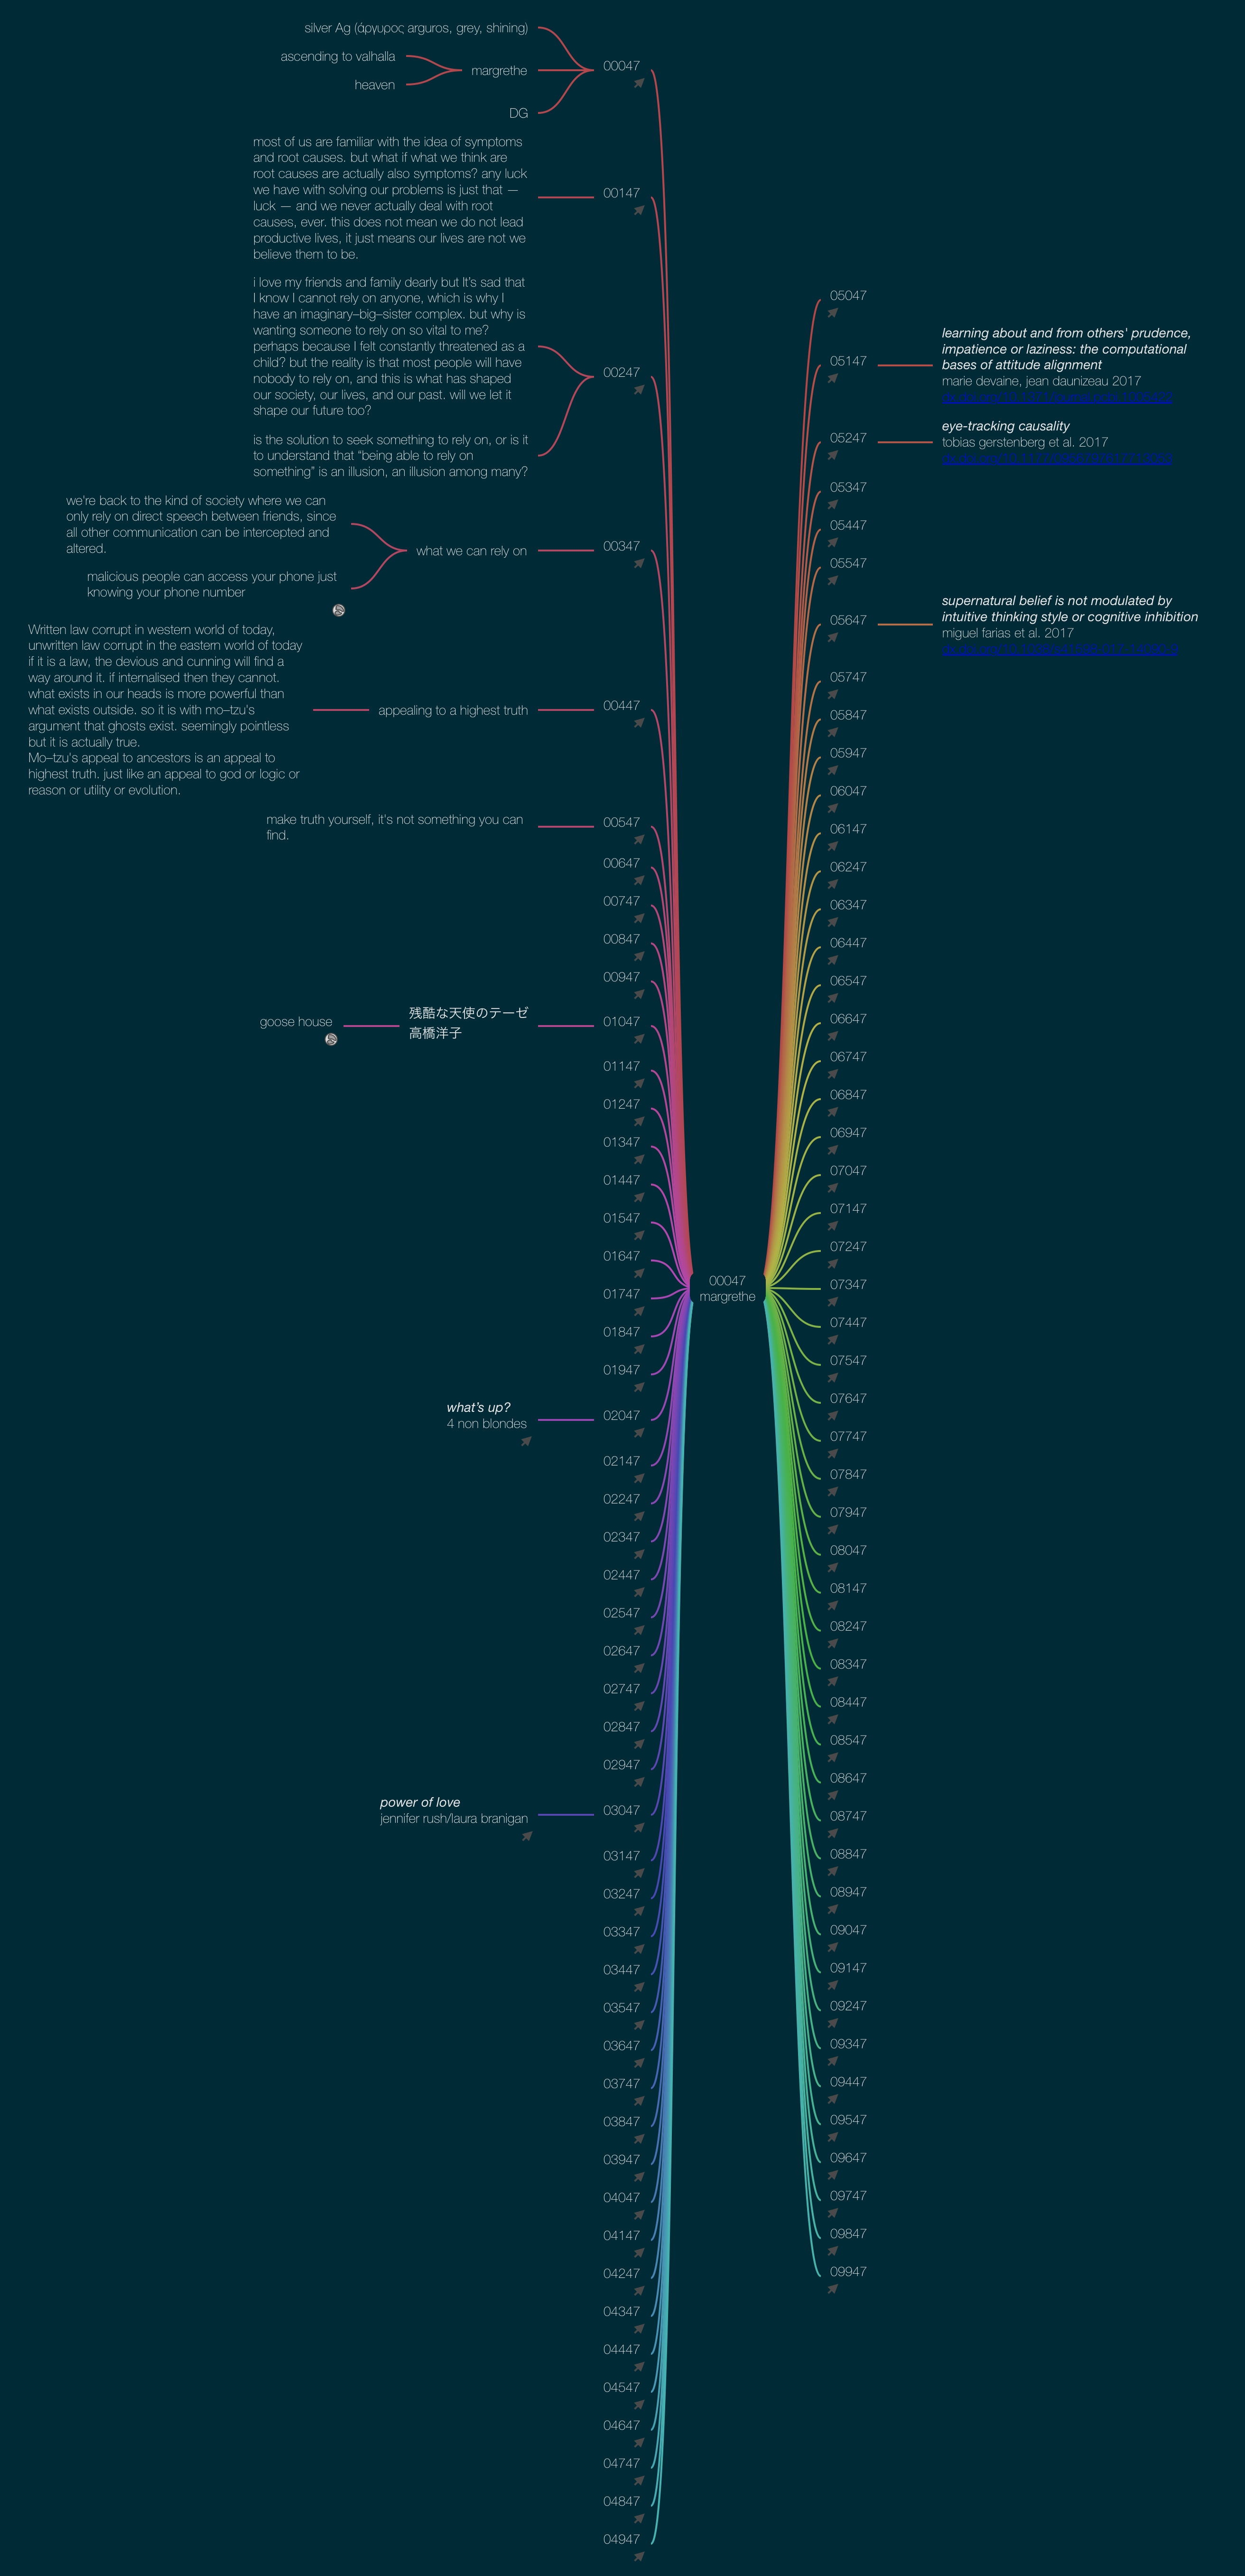 silver Ag (άργυρος arguros, grey, shining)
ascending to valhalla
heaven
margrethe
DG
00047
most of us are familiar with the idea of symptoms
and root causes. but what if what we think are
root causes are actually also symptoms? any luck
we have with solving our problems is just that —
luck — and we never actually deal with root
causes, ever. this does not mean we do not lead
productive lives, it just means our lives are not we
believe them to be.
00147
i love my friends and family dearly but It's sad that
I know I cannot rely on anyone, which is why I
have an imaginary–big–sister complex. but why is
wanting someone to rely on so vital to me?
perhaps because I felt constantly threatened as a
child? but the reality is that most people will have
nobody to rely on, and this is what has shaped
our society, our lives, and our past. will we let it
shape our future too?
is the solution to seek something to rely on, or is it
to understand that “being able to rely on
something” is an illusion, an illusion among many?
00247
we're back to the kind of society where we can
only rely on direct speech between friends, since
all other communication can be intercepted and
altered.
malicious people can access your phone just
knowing your phone number
what we can rely on
00347
Written law corrupt in western world of today,
unwritten law corrupt in the eastern world of today
if it is a law, the devious and cunning will find a
way around it. if internalised then they cannot.
what exists in our heads is more powerful than
what exists outside. so it is with mo–tzu's
argument that ghosts exist. seemingly pointless
but it is actually true.
Mo–tzu's appeal to ancestors is an appeal to
highest truth. just like an appeal to god or logic or
reason or utility or evolution.
appealing to a highest truth
00447
make truth yourself, it's not something you can
find.
00547
00647
00747
00847
00947
goose house
残酷な天使のテーゼ
高橋洋子
01047
01147
01247
01347
01447
01547
01647
01747
01847
01947
what's up?
4 non blondes
02047
02147
02247
02347
02447
02547
02647
02747
02847
02947
power of love
jennifer rush/laura branigan
03047
03147
03247
03347
03447
03547
03647
03747
03847
03947
04047
04147
04247
04347
04447
04547
04647
04747
04847
04947
00047
margrethe
05047
05147
learning about and from others' prudence,
impatience or laziness: the computational
bases of attitude alignment
marie devaine, jean daunizeau 2017
05247
eye-tracking causality
tobias gerstenberg et al. 2017
05347
05447
05547
05647
supernatural belief is not modulated by
intuitive thinking style or cognitive inhibition
miguel farias et al. 2017
05747
05847
05947
06047
06147
06247
06347
06447
06547
06647
06747
06847
06947
07047
07147
07247
07347
07447
07547
07647
07747
07847
07947
08047
08147
08247
08347
08447
08547
08647
08747
08847
08947
09047
09147
09247
09347
09447
09547
09647
09747
09847
09947